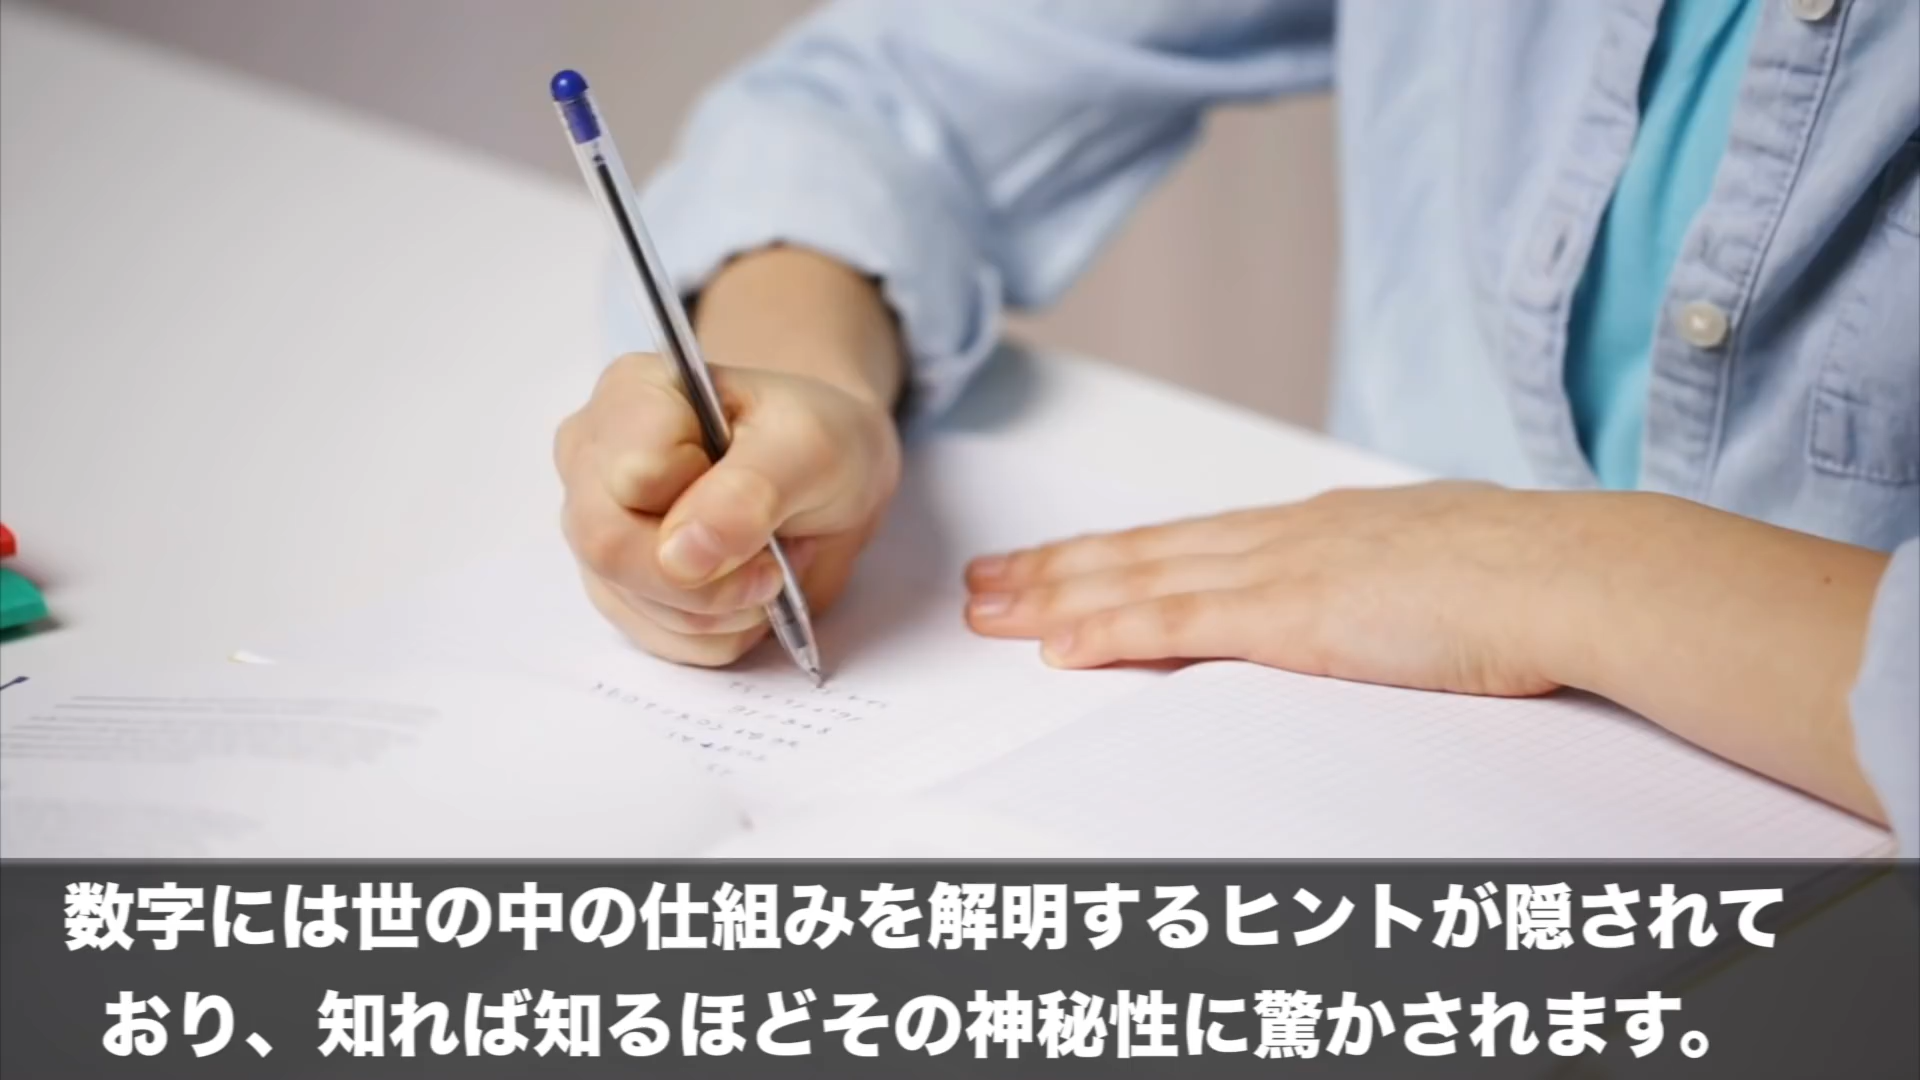 数字には世の中の仕組みを解明するヒントが隠されて
おり、知れば知るほどその神秘性に驚かされます。